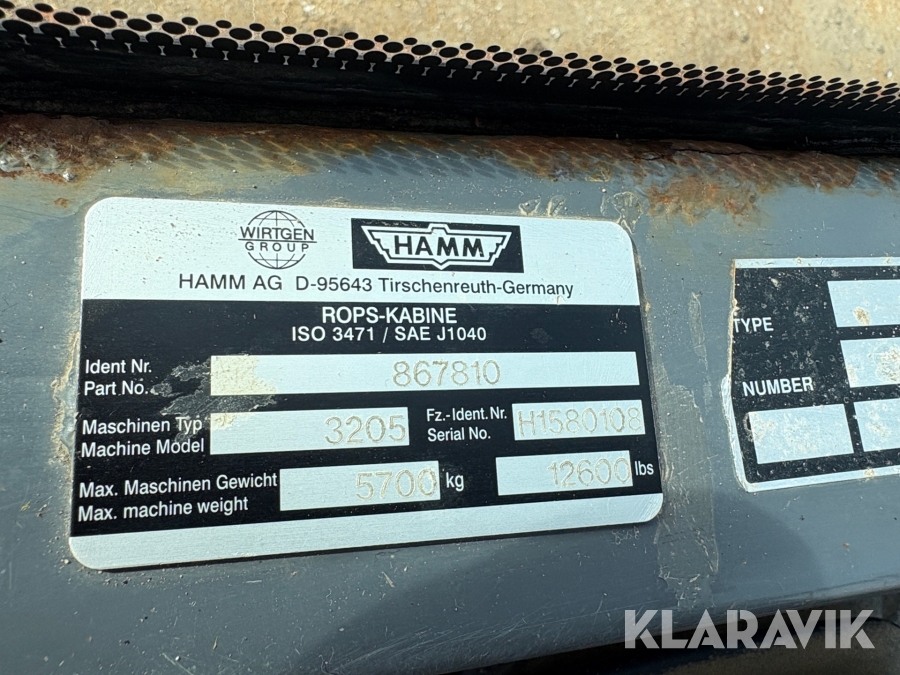 WIRTGEN
GROUP
HAMM
HAMM AG D-95643 Tirschenreuth-Germany
ROPS-KABINE
ISO 3471 / SAE J1040
Ident Nr.
Part No.
867810
Maschinen Typ
Machine Model
3205
Fz.-Ident.Nr.
Serial No.
H1580108
Max. Maschinen Gewicht
Max. machine weight
5700 kg
12600 lbs
TYPE
NUMBER
KLARAVIK